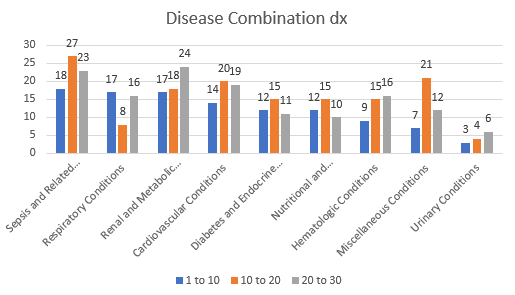 Disease Combination dx
30
25
20
15
10
5
0
18 27 23
17 8 16
17 18 24
14 20 19
12 15 11
12 15 10
9 15 16
7 21 12
3 4 6
Sepsis and Related...
Respiratory Conditions
Renal and Metabolic...
Cardiovascular Conditions
Diabetes and Endocrine...
Nutritional and...
Hematologic Conditions
Miscellaneous Conditions
Urinary Conditions
1 to 10 10 to 20 20 to 30